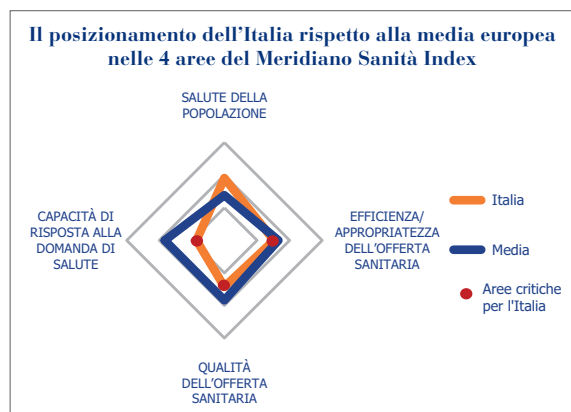 Il posizionamento dell'Italia rispetto alla media europea
nelle 4 aree del Meridiano Sanità Index
SALUTE DELLA
POPOLAZIONE
CAPACITÀ DI
RISPOSTA ALLA
DOMANDA DI
SALUTE
EFFICIENZA/
APPROPRIATEZZA
DELL'OFFERTA
SANITARIA
QUALITÀ
DELL'OFFERTA
SANITARIA
Italia
Media
Aree critiche
per l'Italia